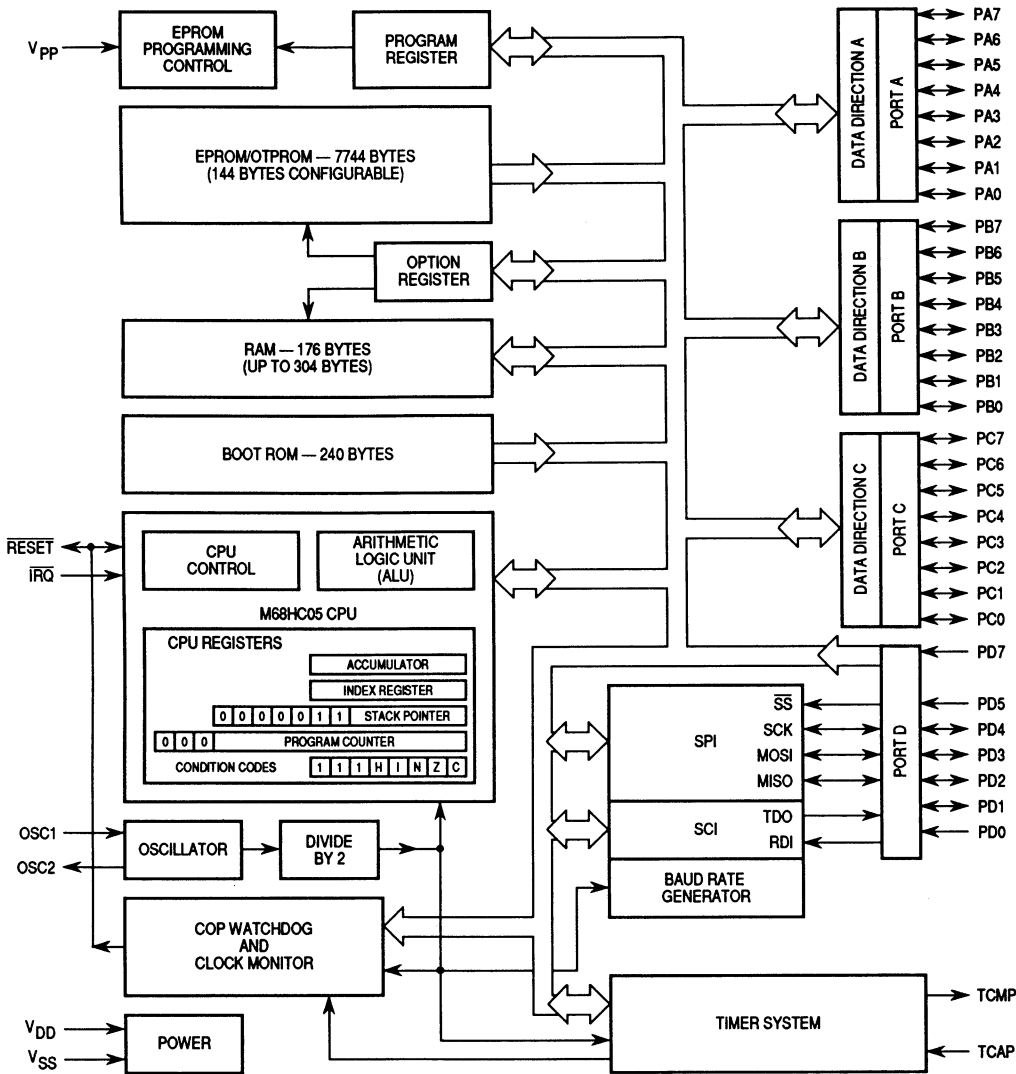 V PP
EPROM
PROGRAMMING
CONTROL
PROGRAM
REGISTER
EPROM/OTPROM — 7744 BYTES
(144 BYTES CONFIGURABLE)
OPTION
REGISTER
RAM — 176 BYTES
(UP TO 304 BYTES)
BOOT ROM — 240 BYTES
RESET
IRQ
CPU
CONTROL
ARITHMETIC
LOGIC UNIT
(ALU)
M68HC05 CPU
CPU REGISTERS
ACCUMULATOR
INDEX REGISTER
0 0 0 0 0 1 1 STACK POINTER
0 0 0 PROGRAM COUNTER
CONDITION CODES 1 1 1 H I N Z C
OSC1
OSC2
OSCILLATOR
DIVIDE
BY 2
COP WATCHDOG
AND
CLOCK MONITOR
VDD
VSS
POWER
DATA DIRECTION A
PORT A
PA7
PA6
PA5
PA4
PA3
PA2
PA1
PA0
DATA DIRECTION B
PORT B
PB7
PB6
PB5
PB4
PB3
PB2
PB1
PB0
DATA DIRECTION C
PORT C
PC7
PC6
PC5
PC4
PC3
PC2
PC1
PC0
SPI
SS
SCK
MOSI
MISO
SCI
TDO
RDI
BAUD RATE
GENERATOR
PORT D
PD7
PD5
PD4
PD3
PD2
PD1
PD0
TIMER SYSTEM
TCMP
TCAP